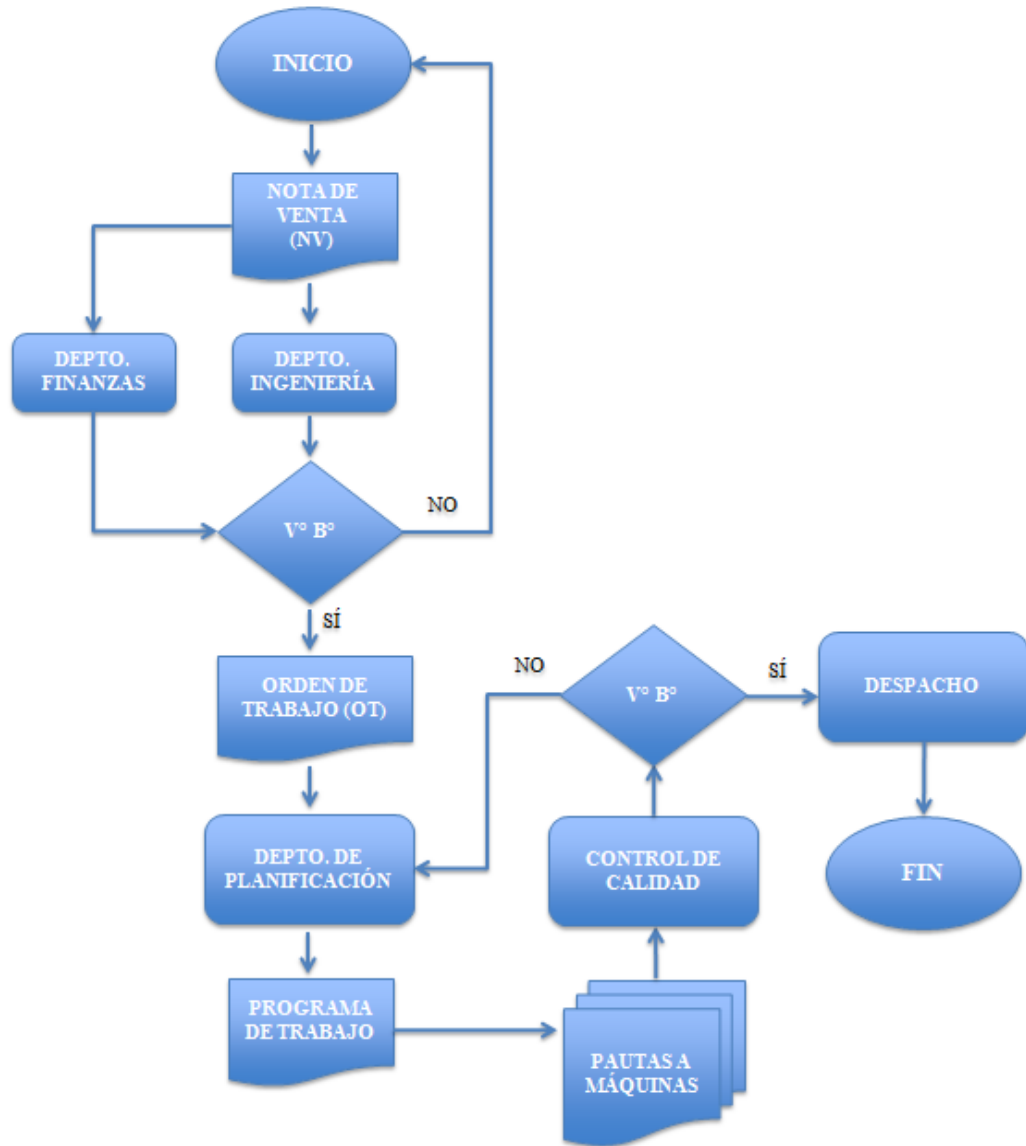 INICIO
NOTA DE
VENTA
(NV)
DEPTO.
FINANZAS
DEPTO.
INGENIERÍA
V° B°
NO
SÍ
ORDEN DE
TRABAJO (OT)
DEPTO. DE
PLANIFICACIÓN
PROGRAMA
DE TRABAJO
PAUTAS A
MÁQUINAS
CONTROL DE
CALIDAD
V° B°
NO
SÍ
DESPACHO
FIN